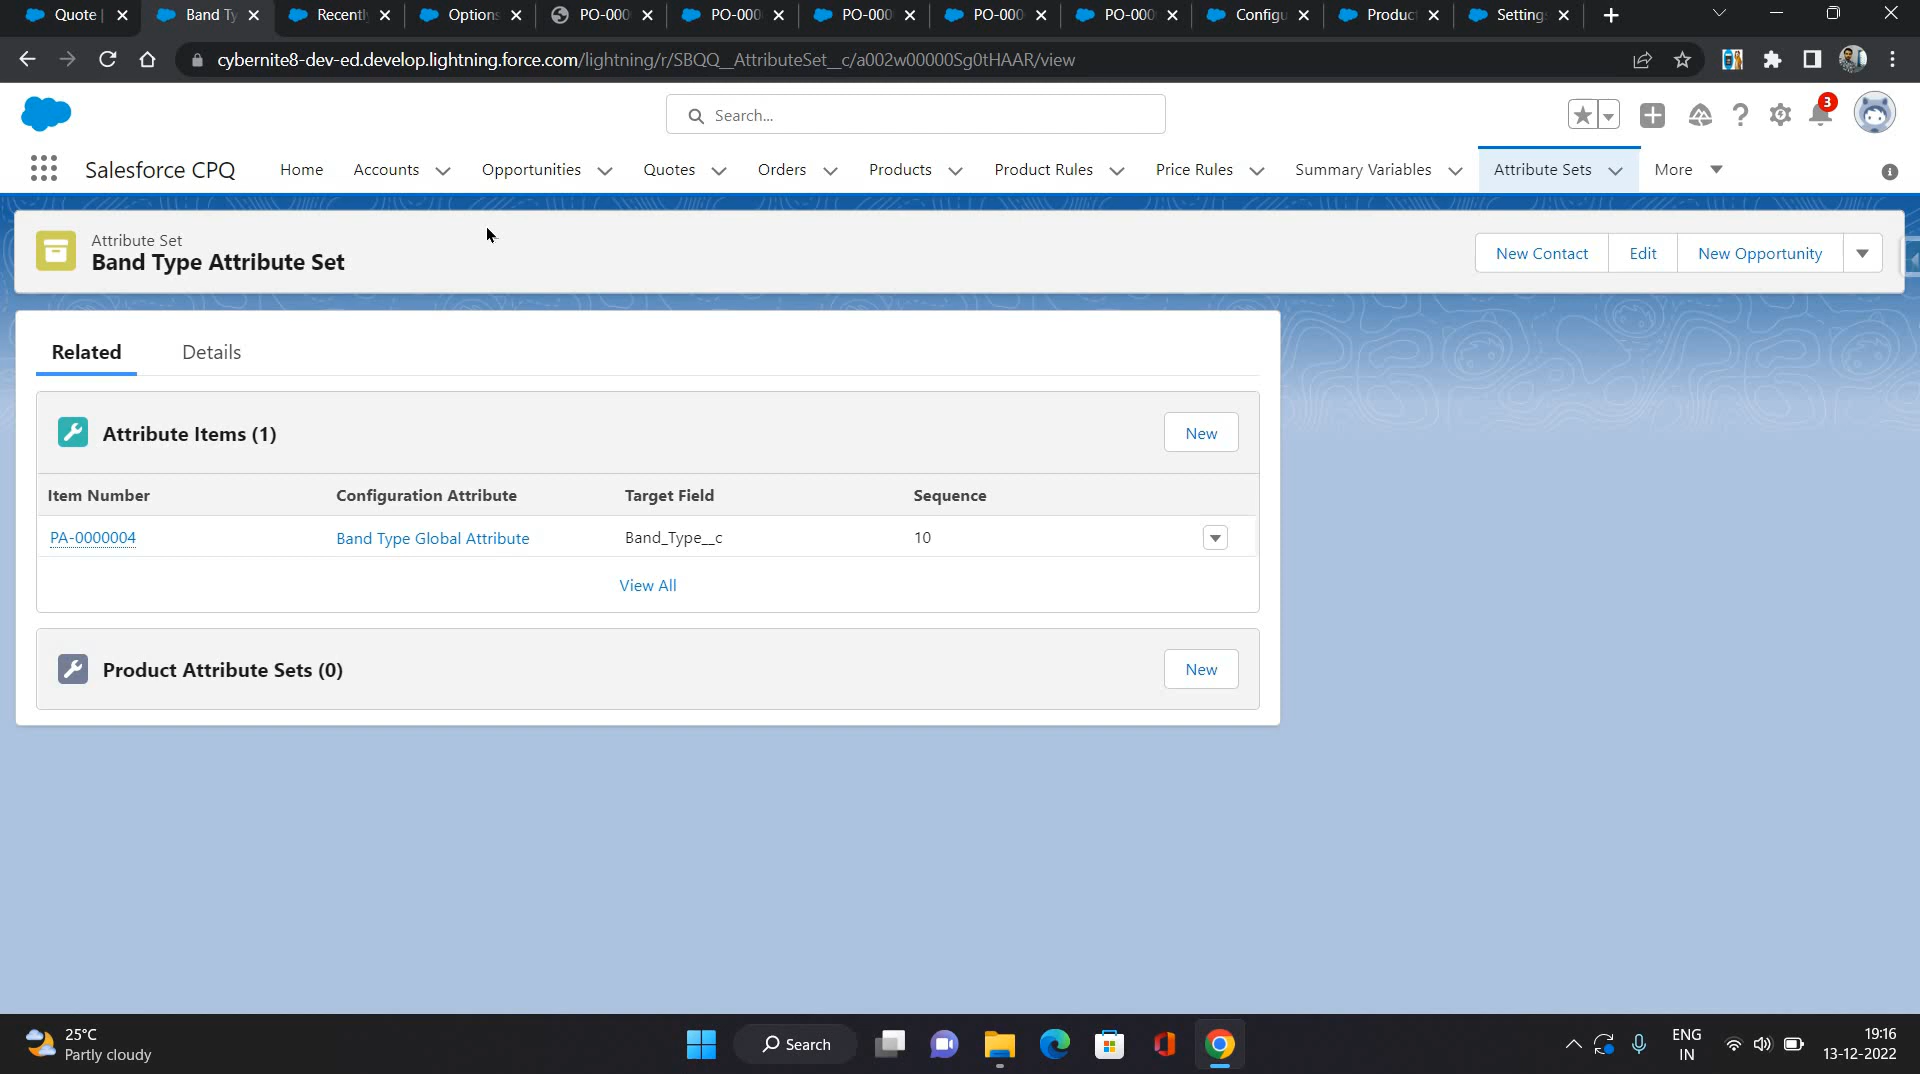 Quote |
Band Ty
Recentl
Options
PO-000
PO-000
PO-000
PO-000
PO-000
Configu
Product
Settings
cybernite8-dev-ed.develop.lightning.force.com/lightning/r/SBQQ__AttributeSet__c/a002w00000Sg0tHAAR/view
Search...
3
Salesforce CPQ
Home
Accounts
Opportunities
Quotes
Orders
Products
Product Rules
Price Rules
Summary Variables
Attribute Sets
More
Attribute Set
Band Type Attribute Set
New Contact
Edit
New Opportunity
Related
Details
Attribute Items (1)
New
Item Number
Configuration Attribute
Target Field
Sequence
PA-0000004
Band Type Global Attribute
Band_Type__c
10
View All
Product Attribute Sets (0)
New
25°C
Partly cloudy
Search
ENG
IN
19:16
13-12-2022